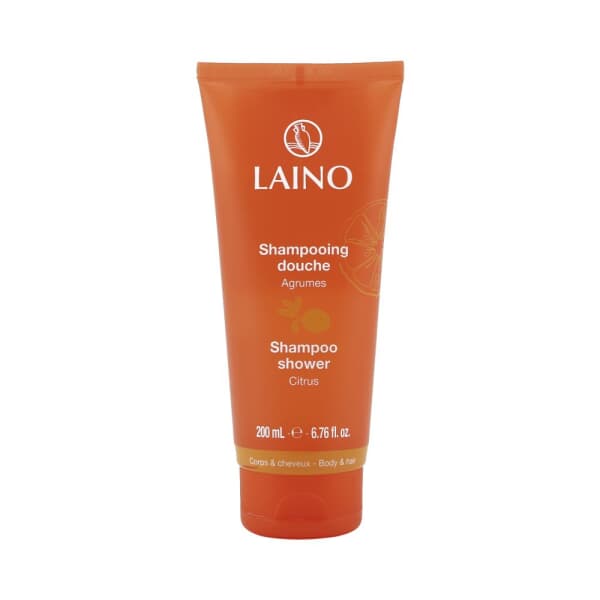 LAINO
Shampooing
douche
Agrumes
Shampoo
shower
Citrus
200 mL - ℮ - 6.76 fl. oz.
Corps & cheveux - Body & hair